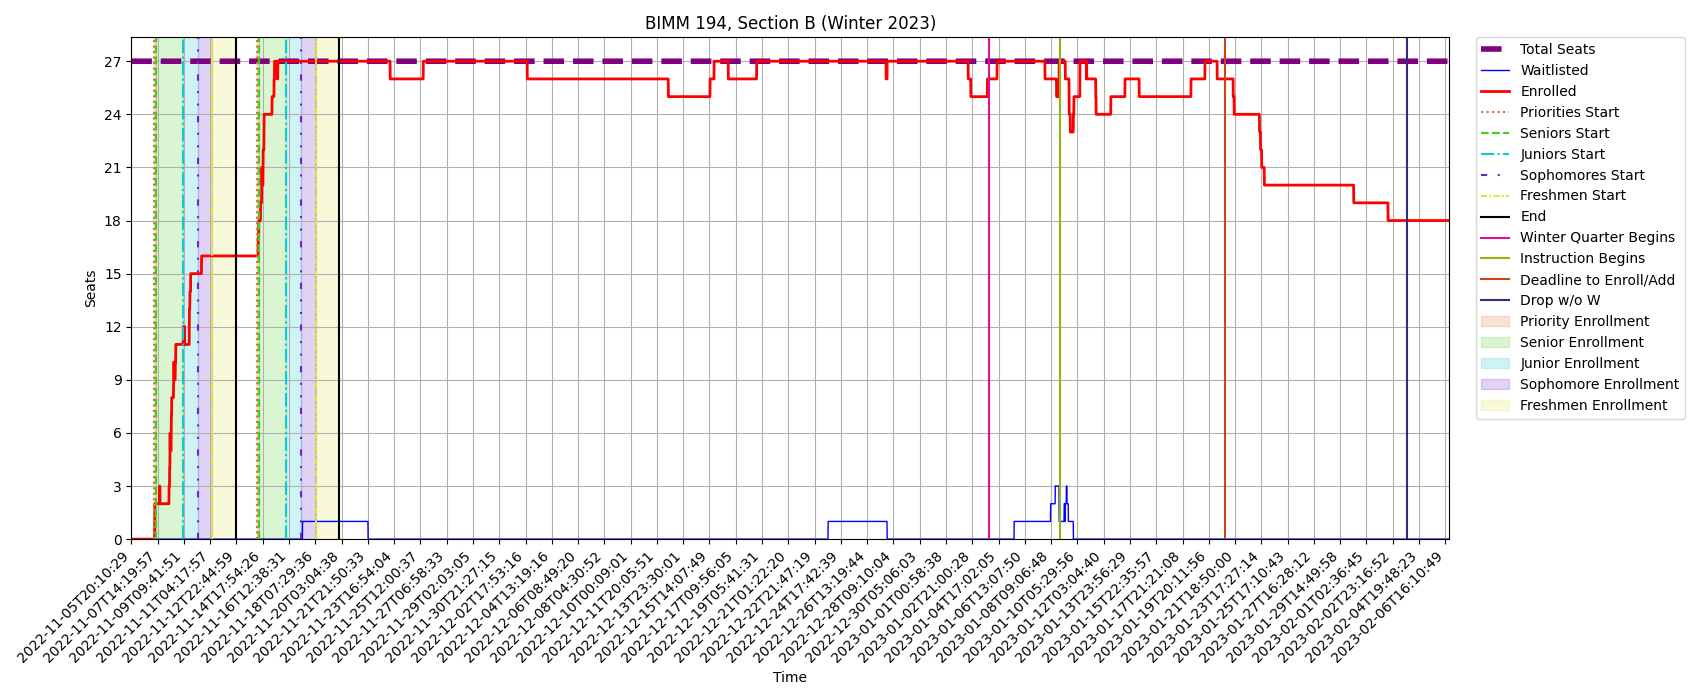 BIMM 194, Section B (Winter 2023)
27
24
21
18
15
12
9
6
3
0
Seats
2022-11-05T20:10:29
2022-11-07T14:19:57
2022-11-09T09:41:51
2022-11-11T04:17:57
2022-11-12T22:44:59
2022-11-14T17:54:26
2022-11-16T12:38:31
2022-11-18T07:29:36
2022-11-20T03:04:38
2022-11-21T21:50:33
2022-11-23T16:54:04
2022-11-25T12:00:37
2022-11-27T06:58:33
2022-11-29T02:03:05
2022-11-30T21:27:15
2022-12-02T17:53:16
2022-12-04T13:19:16
2022-12-06T08:49:20
2022-12-08T04:30:52
2022-12-10T00:09:01
2022-12-11T20:05:51
2022-12-13T23:30:01
2022-12-15T14:07:49
2022-12-17T09:56:05
2022-12-19T05:41:31
2022-12-21T01:22:20
2022-12-22T21:47:19
2022-12-24T17:42:39
2022-12-26T13:19:44
2022-12-28T09:10:04
2022-12-30T05:06:03
2023-01-01T00:58:38
2023-01-02T21:00:28
2023-01-04T17:02:05
2023-01-06T13:07:50
2023-01-08T09:06:48
2023-01-10T05:29:56
2023-01-12T03:04:40
2023-01-13T23:56:29
2023-01-15T22:35:57
2023-01-17T21:21:08
2023-01-19T20:11:56
2023-01-21T18:50:00
2023-01-23T17:27:14
2023-01-25T17:10:43
2023-01-27T16:28:12
2023-01-29T14:49:58
2023-02-01T02:36:45
2023-02-02T23:16:52
2023-02-04T19:48:23
2023-02-06T16:10:49
Time
Total Seats
Waitlisted
Enrolled
Priorities Start
Seniors Start
Juniors Start
Sophomores Start
Freshmen Start
End
Winter Quarter Begins
Instruction Begins
Deadline to Enroll/Add
Drop w/o W
Priority Enrollment
Senior Enrollment
Junior Enrollment
Sophomore Enrollment
Freshmen Enrollment